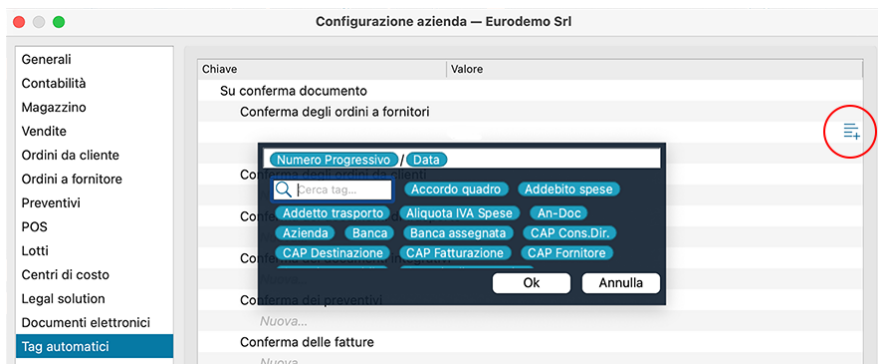 Configurazione azienda — Eurodemo Srl
Generali
Contabilità
Magazzino
Vendite
Ordini da cliente
Ordini a fornitore
Preventivi
POS
Lotti
Centri di costo
Legal solution
Documenti elettronici
Tag automatici
Chiave Valore
Su conferma documento
Conferma degli ordini a fornitori
Numero Progressivo / Data
Cerca tag... Accordo quadro Addebito spese
Addetto trasporto Aliquota IVA Spese An-Doc
Azienda Banca Banca assegnata CAP Cons.Dir.
CAP Destinazione CAP Fatturazione CAP Fornitore
Ok Annulla
Conferma dei preventivi
Nuova...
Conferma delle fatture
Nuova...